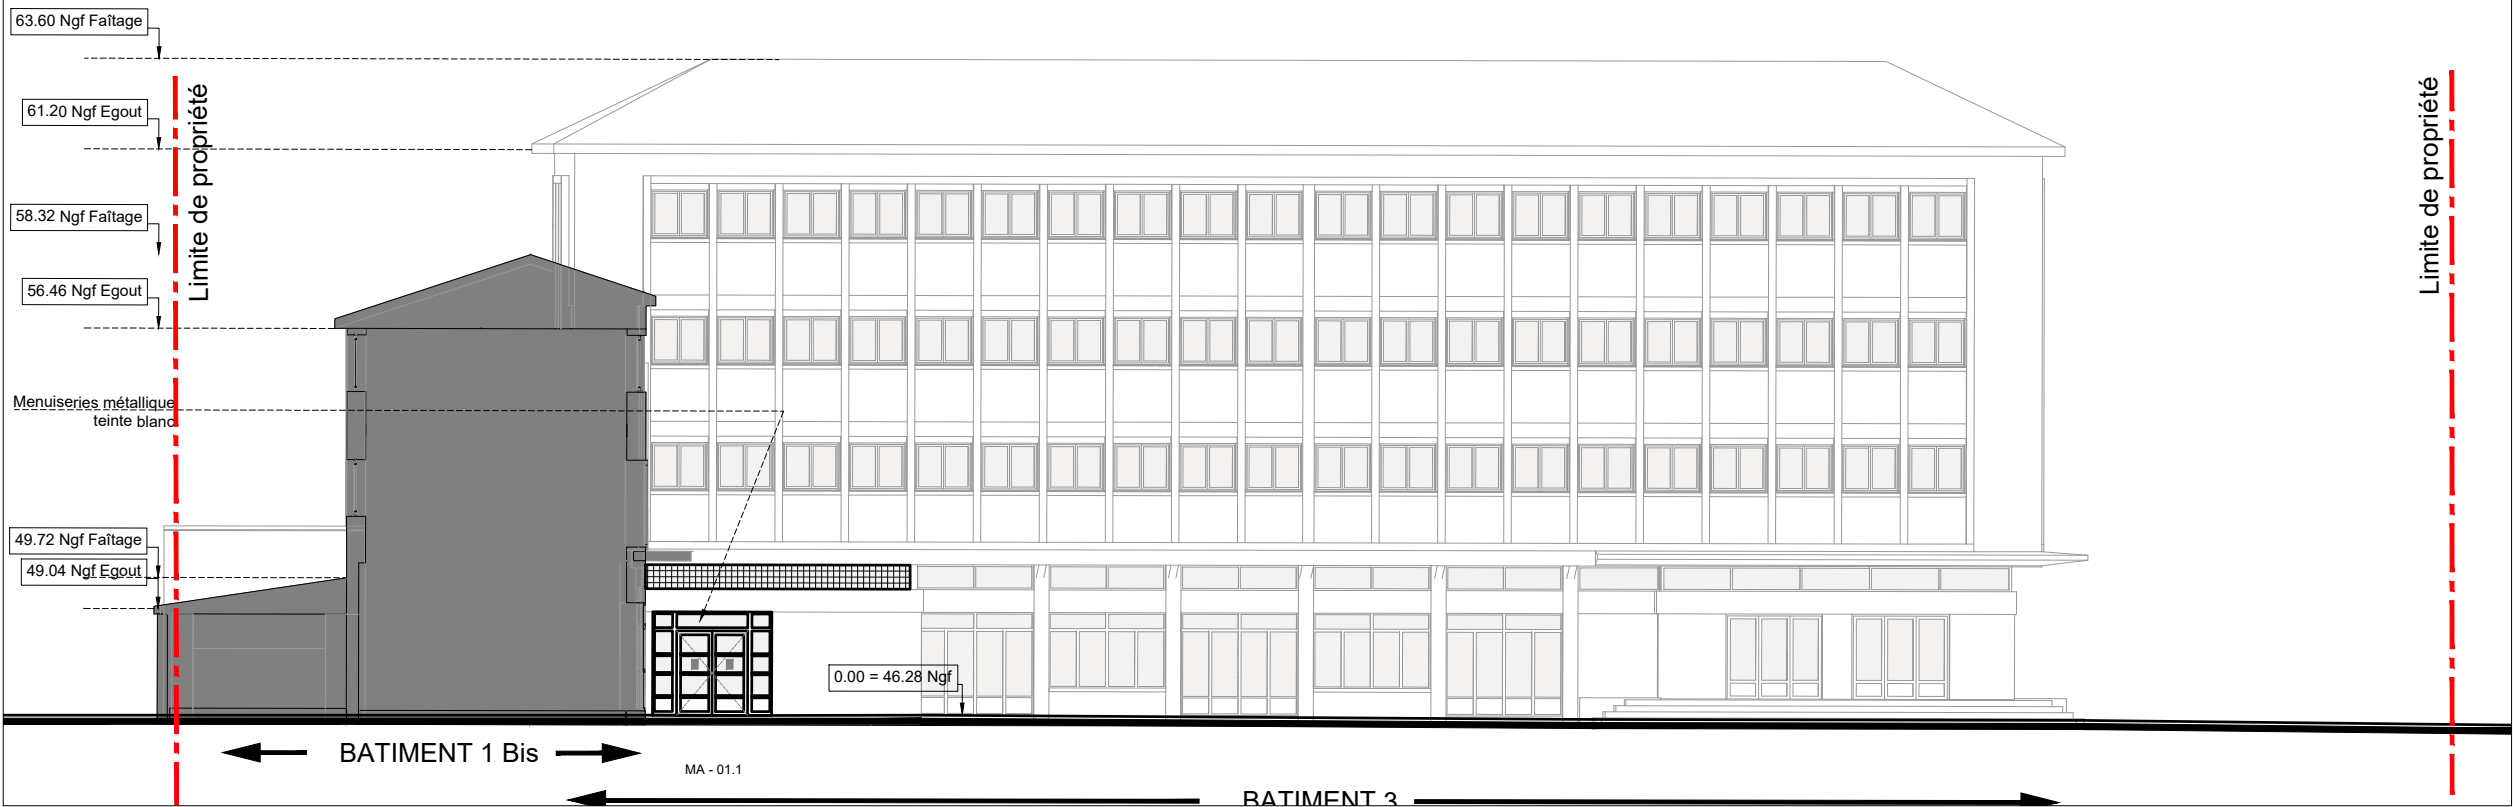 63.60 Ngf Faîtage
61.20 Ngf Egout
Limite de propriété
Limite de propriété
58.32 Ngf Faîtage
56.46 Ngf Egout
Menuiseries métallique
teinte blanc
49.72 Ngf Faîtage
49.04 Ngf Egout
0.00 = 46.28 Ngf
BATIMENT 1 Bis
MA - 01.1
BATIMENT 3